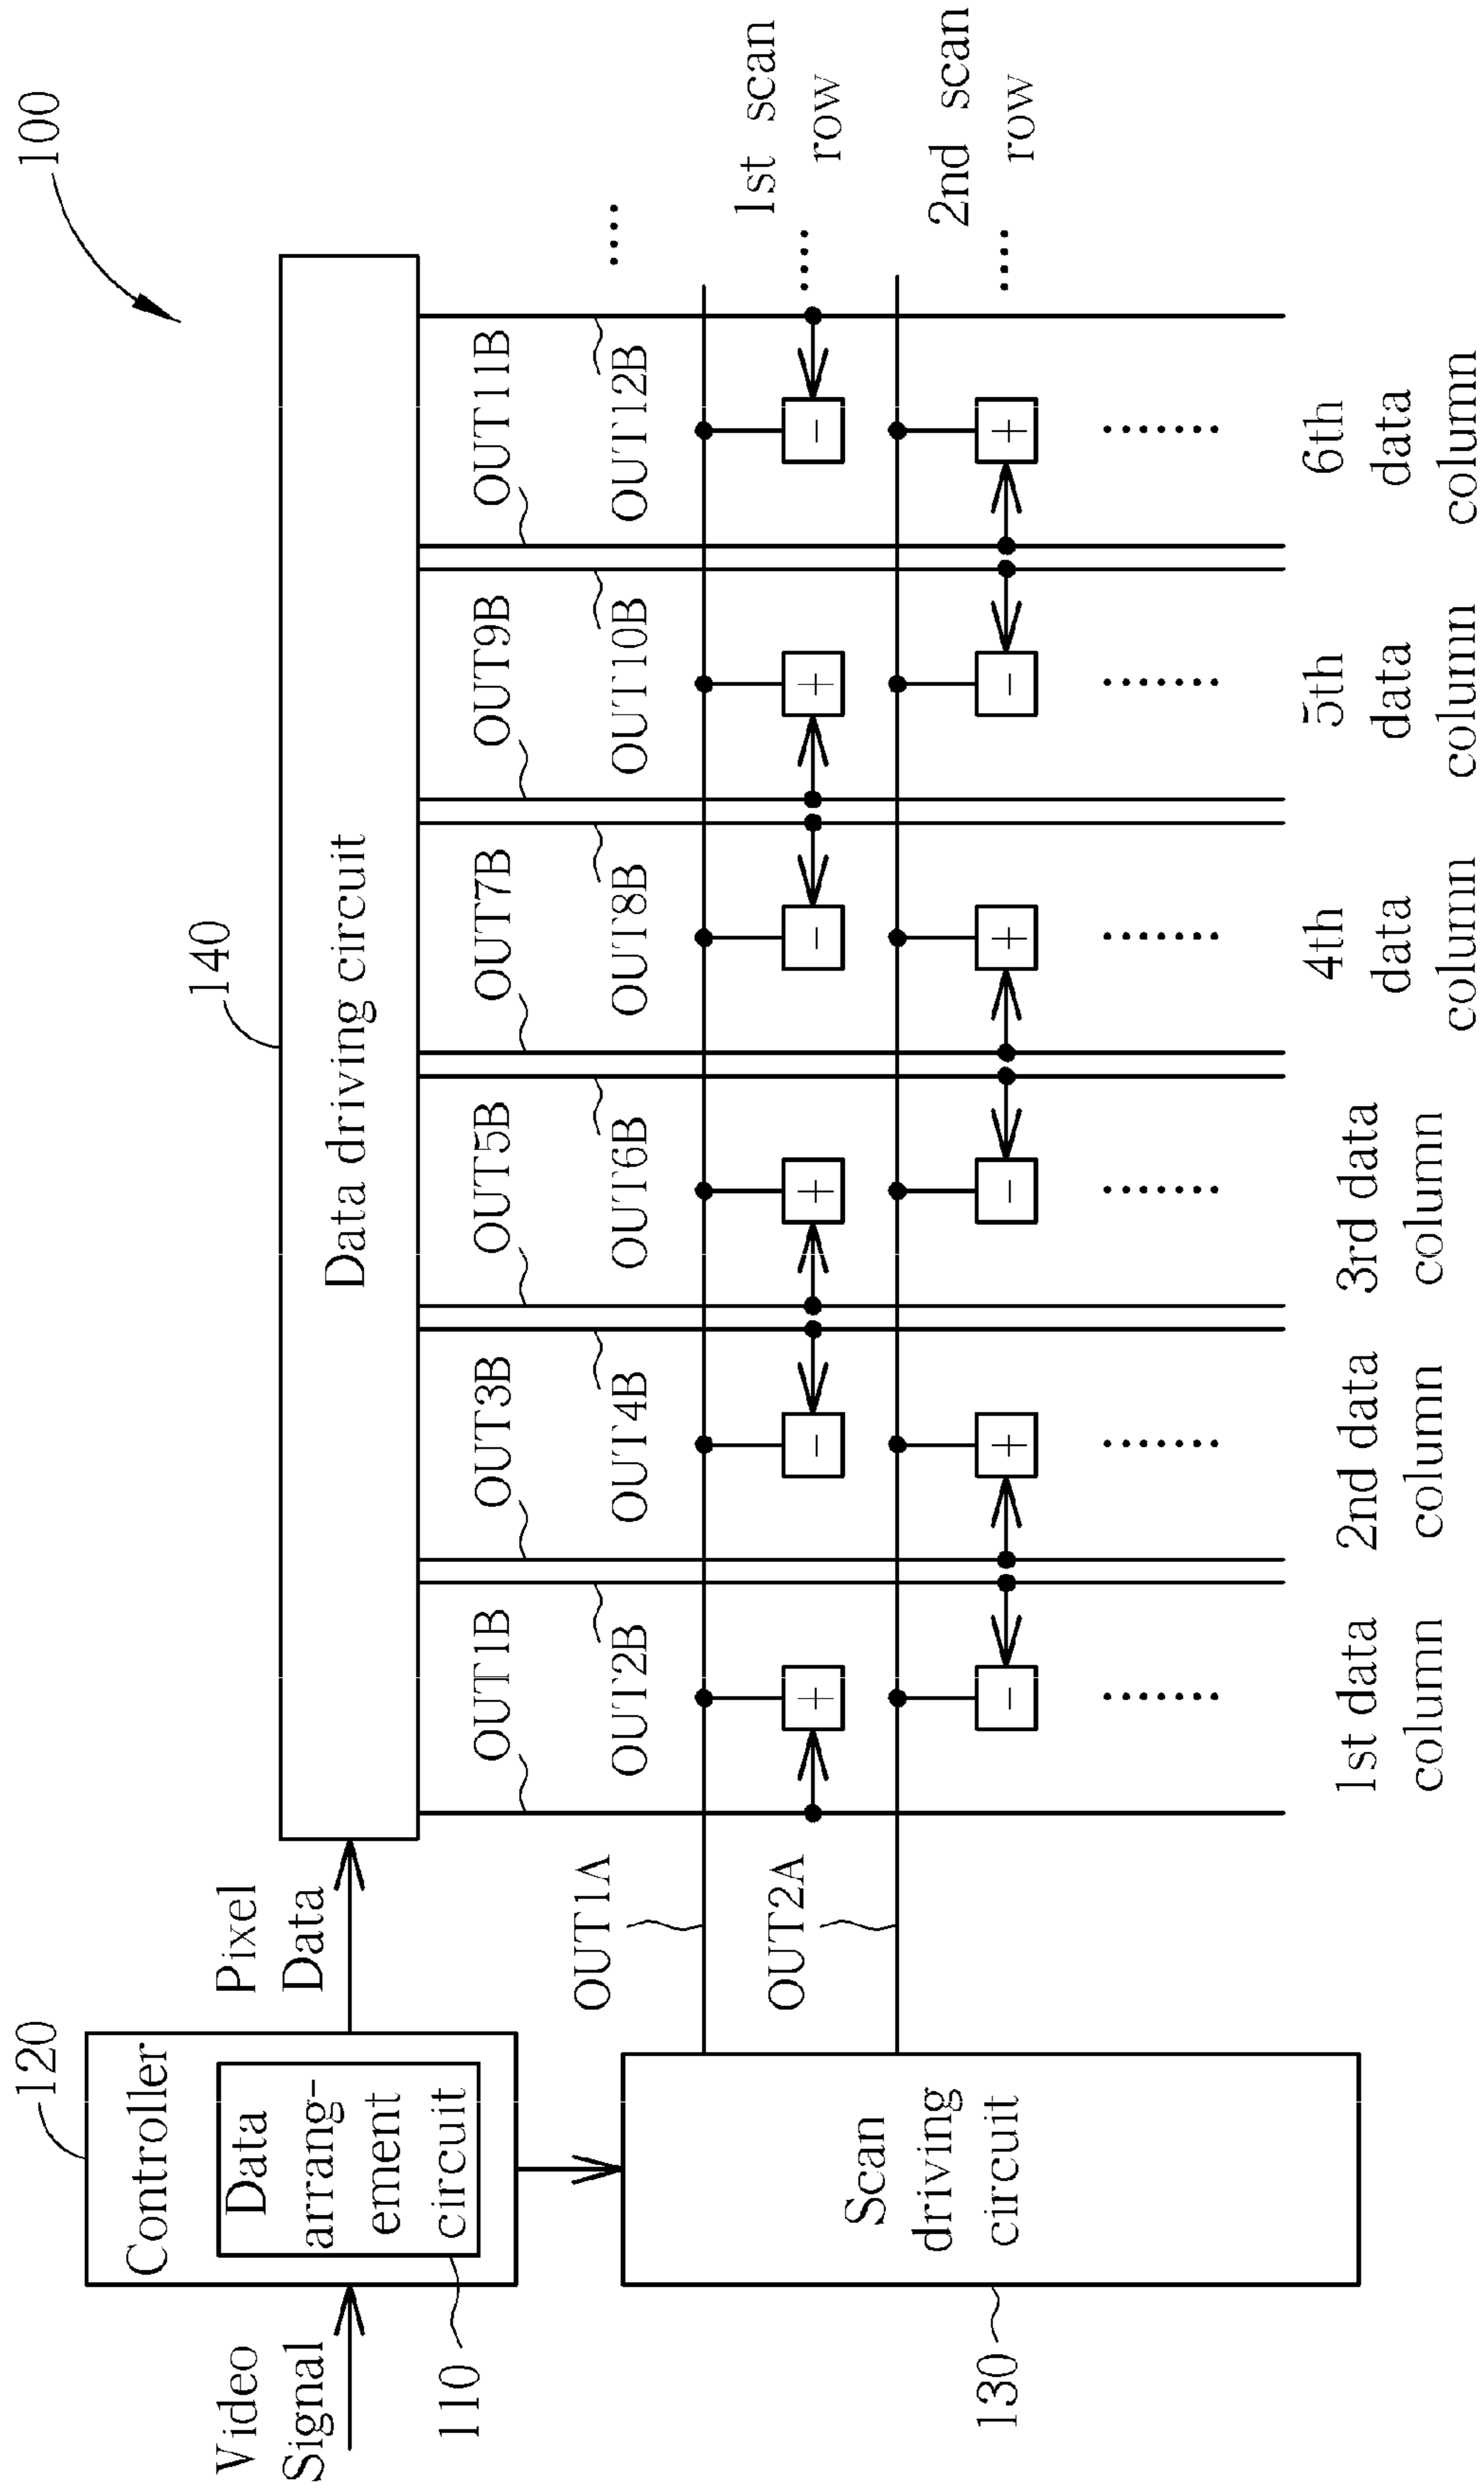 100
140
120
Data driving circuit
Controller
Data
arrang-
ement
circuit
Video
Signal
110
Pixel
Data
OUT1B
OUT3B
OUT5B
OUT7B
OUT9B
OUT11B
OUT2B
OUT4B
OUT6B
OUT8B
OUT10B
OUT12B
....
OUT1A
+
-
+
-
+
-
....
1st scan
row
OUT2A
-
+
-
+
-
+
....
2nd scan
row
Scan
driving
circuit
130
.......
.......
.......
.......
.......
.......
1st data
column
2nd data
column
3rd data
column
4th
data
column
5th
data
column
6th
data
column